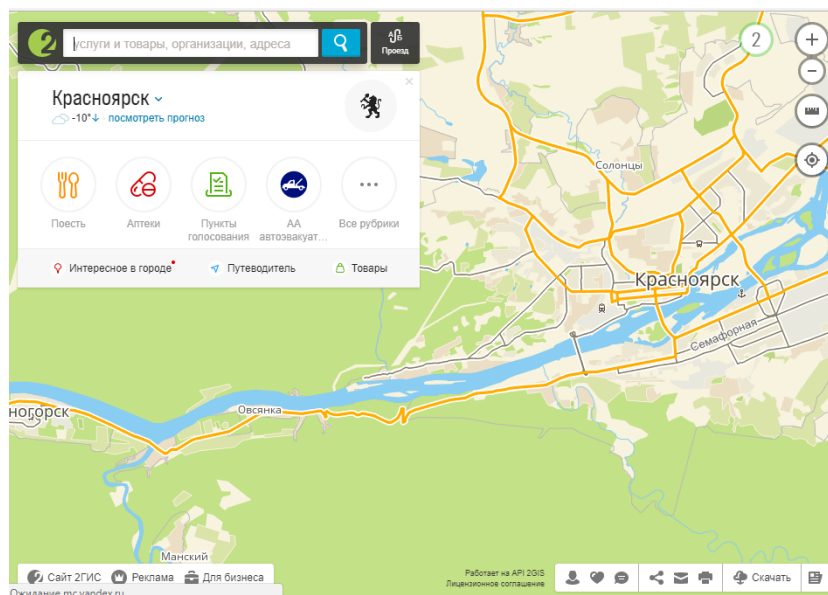 услуги и товары, организации, адреса
Проезд
2
Красноярск
-10° посмотреть прогноз
Поесть
Аптеки
Пункты
голосования
АА
автоэвакуат...
Все рубрики
Интересное в городе
Путеводитель
Товары
Солонцы
Красноярск
Семафорная
ногорск
Овсянка
Манский
Сайт 2ГИС
Реклама
Для бизнеса
Работает на API 2GIS
Лицензионное соглашение
Скачать
Ожидание mc.yandex.ru